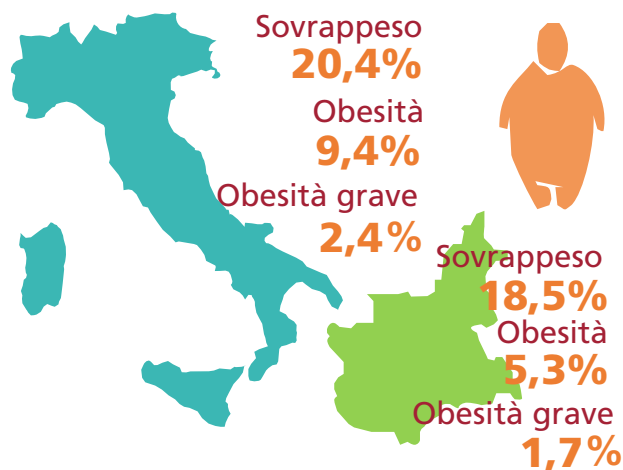 Sovrappeso
20,4%
Obesità
9,4%
Obesità grave
2,4%
Sovrappeso
18,5%
Obesità
5,3%
Obesità grave
1,7%